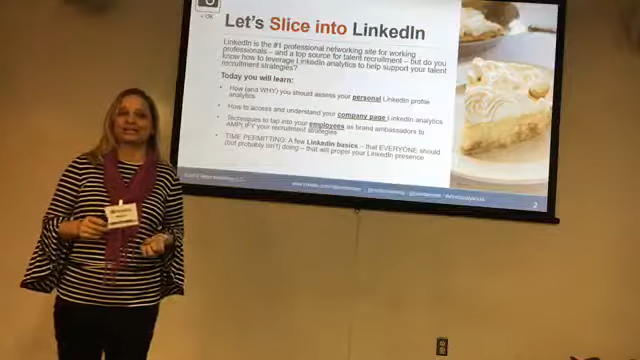 Let's Slice into LinkedIn
LinkedIn is the #1 professional networking site for working
professionals – and a top source for talent recruitment – but do you
know how to leverage LinkedIn analytics to help support your talent
recruitment strategies?
Today you will learn:
• How (and WHY) you should assess your personal LinkedIn profile
analytics
• How to access and understand your company page LinkedIn analytics
• Techniques to tap into your employees as brand ambassadors to
AMPLIFY your recruitment strategies
• TIME PERMITTING: A few LinkedIn basics – that EVERYONE should
(but probably isn't) doing – that will propel your LinkedIn presence
2